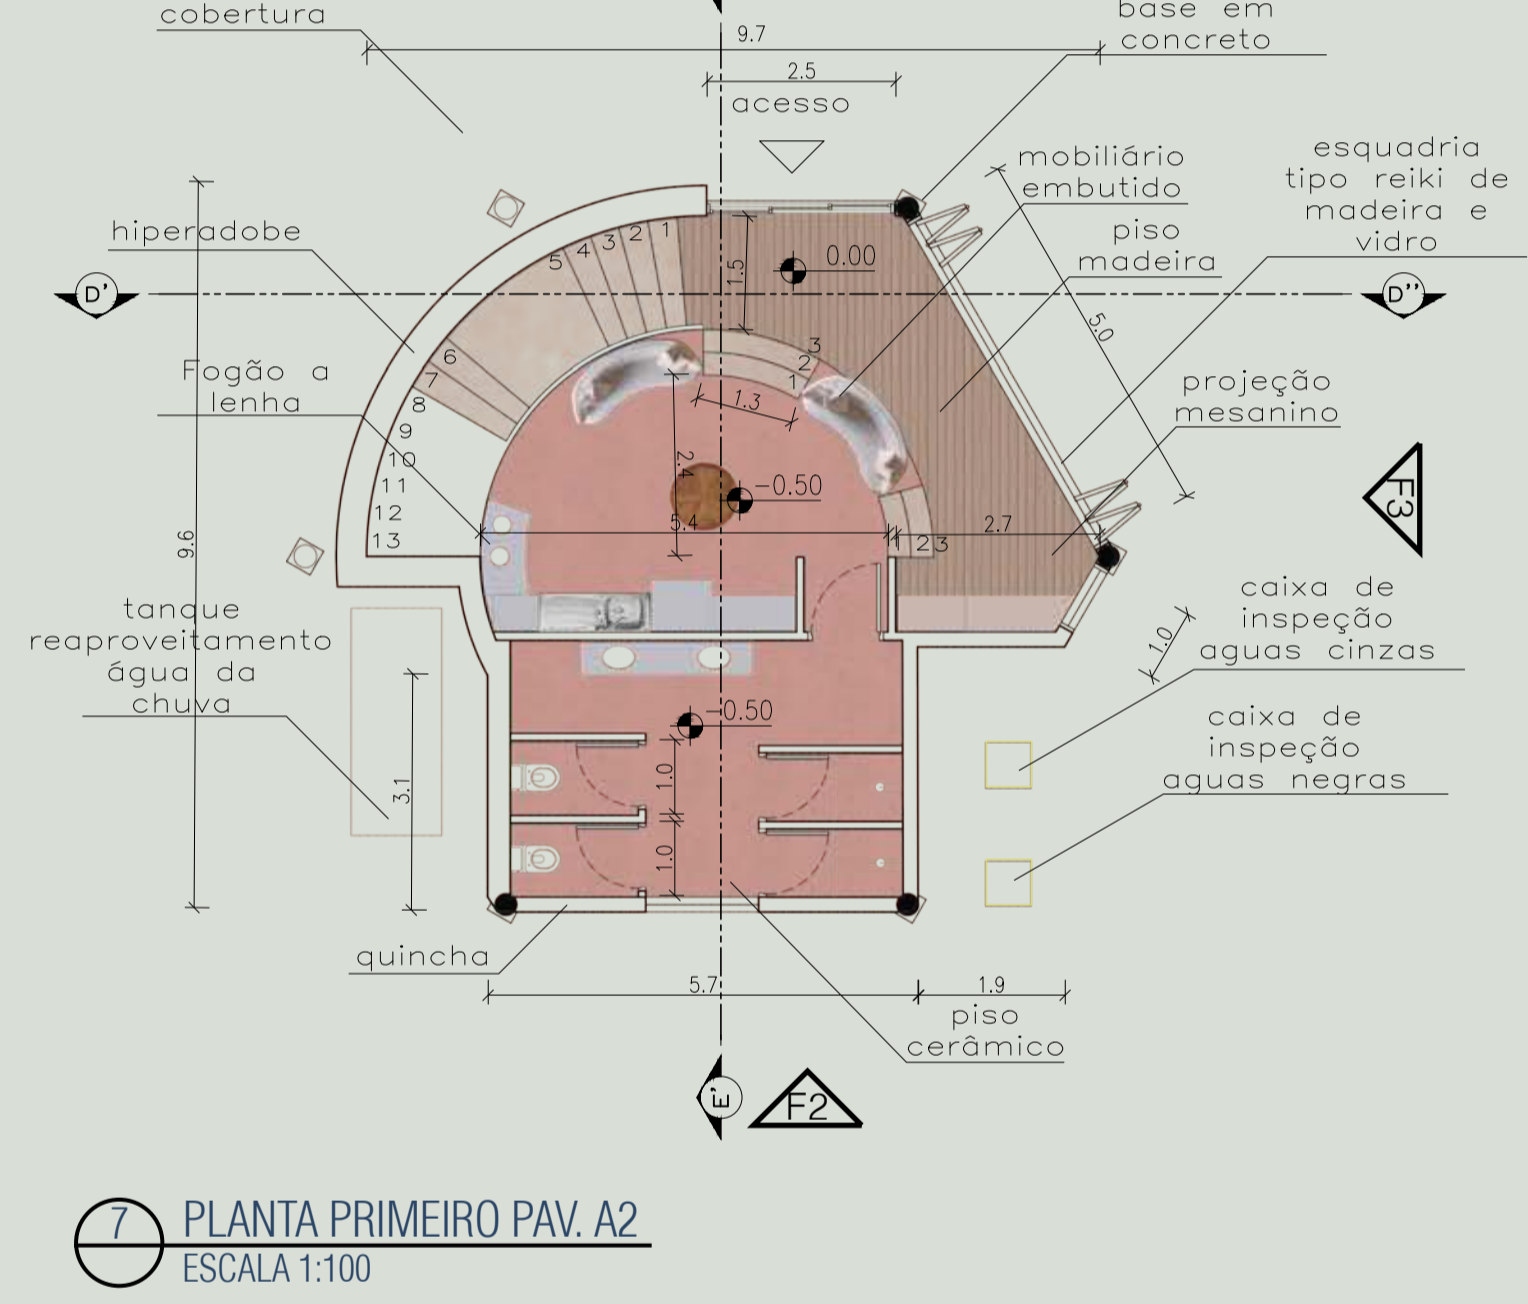 cobertura
base em
concreto
9.7
2.5
acesso
mobiliário
embutido
esquadria
tipo reiki de
madeira e
vidro
piso
madeira
hiperadobe
1
2
3
4
5
1.5
0.00
D'
D''
5.0
6
7
8
9
10
11
12
13
Fogão a
lenha
3
2
1
1.3
projeção
mesanino
2.4
-0.50
5.4
2.7
1
2
3
F3
9.6
tanque
reaproveitamento
água da
chuva
caixa de
inspeção
aguas cinzas
1.0
-0.50
caixa de
inspeção
aguas negras
3.1
1.0
1.0
quincha
5.7
1.9
piso
cerâmico
E'
F2
7
PLANTA PRIMEIRO PAV. A2
ESCALA 1:100